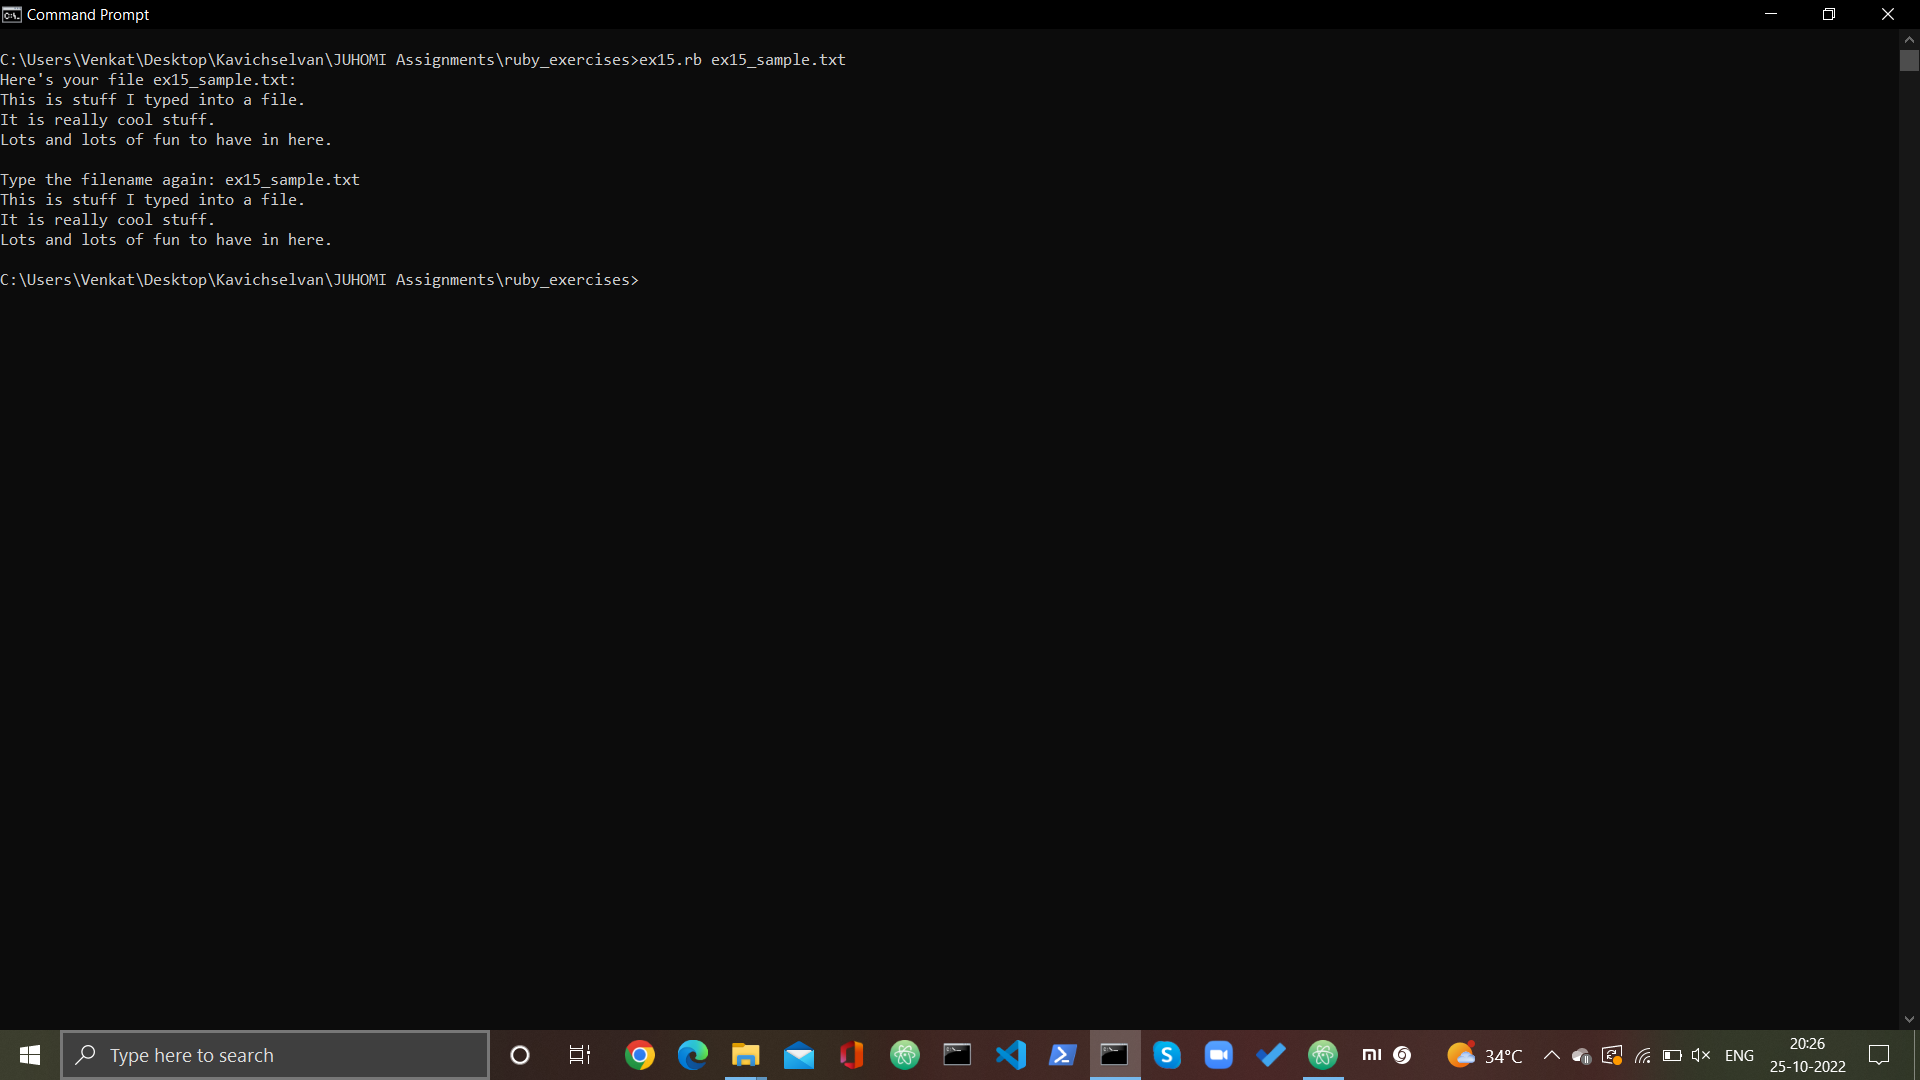 Command Prompt
C:\Users\Venkat\Desktop\Kavichselvan\JUHOMI Assignments\ruby_exercises>ex15.rb ex15_sample.txt
Here's your file ex15_sample.txt:
This is stuff I typed into a file.
It is really cool stuff.
Lots and lots of fun to have in here.
Type the filename again: ex15_sample.txt
This is stuff I typed into a file.
It is really cool stuff.
Lots and lots of fun to have in here.
C:\Users\Venkat\Desktop\Kavichselvan\JUHOMI Assignments\ruby_exercises>
Type here to search
34°C
ENG
20:26
25-10-2022